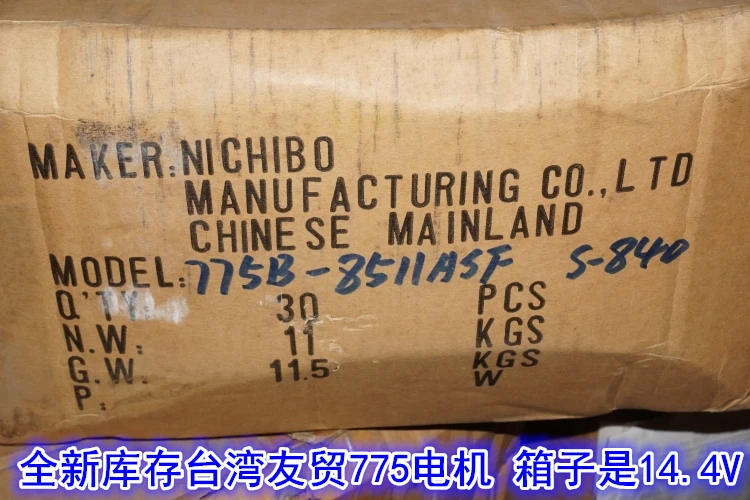 MAKER:NICHIBO
MANUFACTURING CO.,LTD
CHINESE MAINLAND
MODEL:775B-8511ASF S-840
Q'TY: 30 PCS
N.W: 11 KGS
G.W. 11.5 KGS
P: W
全新库存台湾友贸775电机 箱子是14.4V